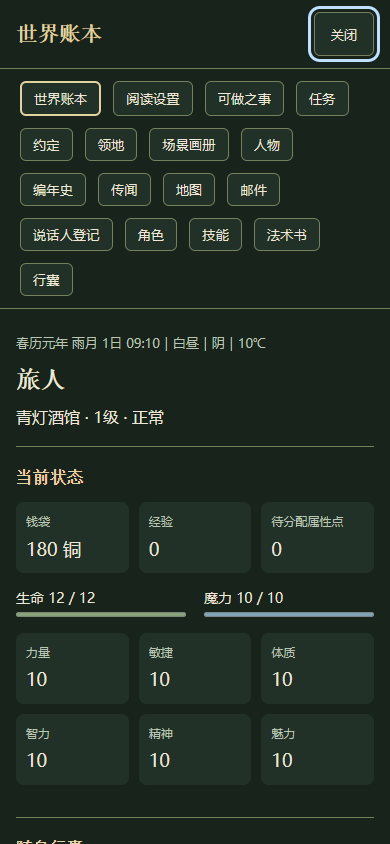 世界账本
关闭
世界账本 阅读设置 可做之事 任务
约定 领地 场景画册 人物
编年史 传闻 地图 邮件
说话人登记 角色 技能 法术书
行囊
春历元年 雨月 1日 09:10 | 白昼 | 阴 | 10℃
旅人
青灯酒馆 · 1级 · 正常
当前状态
钱袋 经验 待分配属性点
180 铜 0 0
生命 12 / 12 魔力 10 / 10
力量 敏捷 体质
10 10 10
智力 精神 魅力
10 10 10